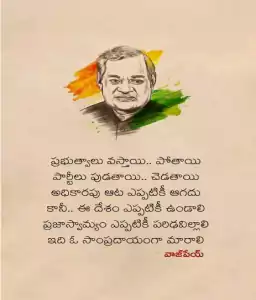 ప్రభుత్వాలు వస్తాయి.. పోతాయి
పార్టీలు పుడతాయి.. చెడతాయి
అధికారపు ఆట ఎప్పటికీ ఆగదు
కానీ.. ఈ దేశం ఎప్పటికీ ఉండాలి
ప్రజాస్వామ్యం ఎప్పటికీ పరిఢవిల్లాలి
ఇది ఓ సాంప్రదాయంగా మారాలి
వాజ్‌పేయ్